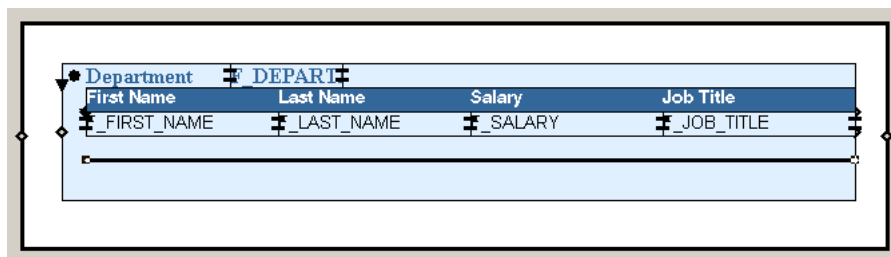 Department F_DEPART
First Name Last Name Salary Job Title
F_FIRST_NAME F_LAST_NAME F_SALARY F_JOB_TITLE